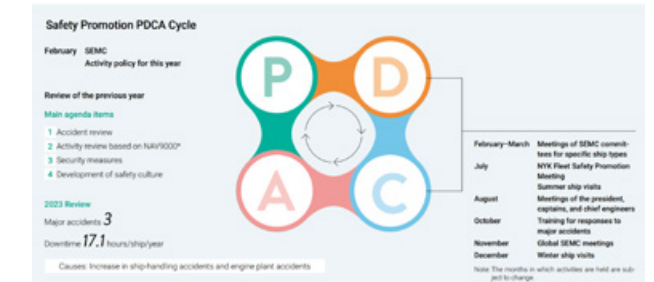 Safety Promotion PDCA Cycle
February SEMC
Activity policy for this year
Review of the previous year
Main agenda items
1 Accident review
2 Activity review based on NAV9000*
3 Security measures
4 Development of safety culture
2023 Review
Major accidents 3
Downtime 17.1 hours/ship/year
Causes: Increase in ship-handling accidents and engine plant accidents
P
D
A
C
February–March Meetings of SEMC commit-
tees for specific ship types
July NYK Fleet Safety Promotion
Meeting
Summer ship visits
August Meetings of the president,
captains, and chief engineers
October Training for responses to
major accidents
November Global SEMC meetings
December Winter ship visits
Note: The months in which activities are held are sub-
ject to change.